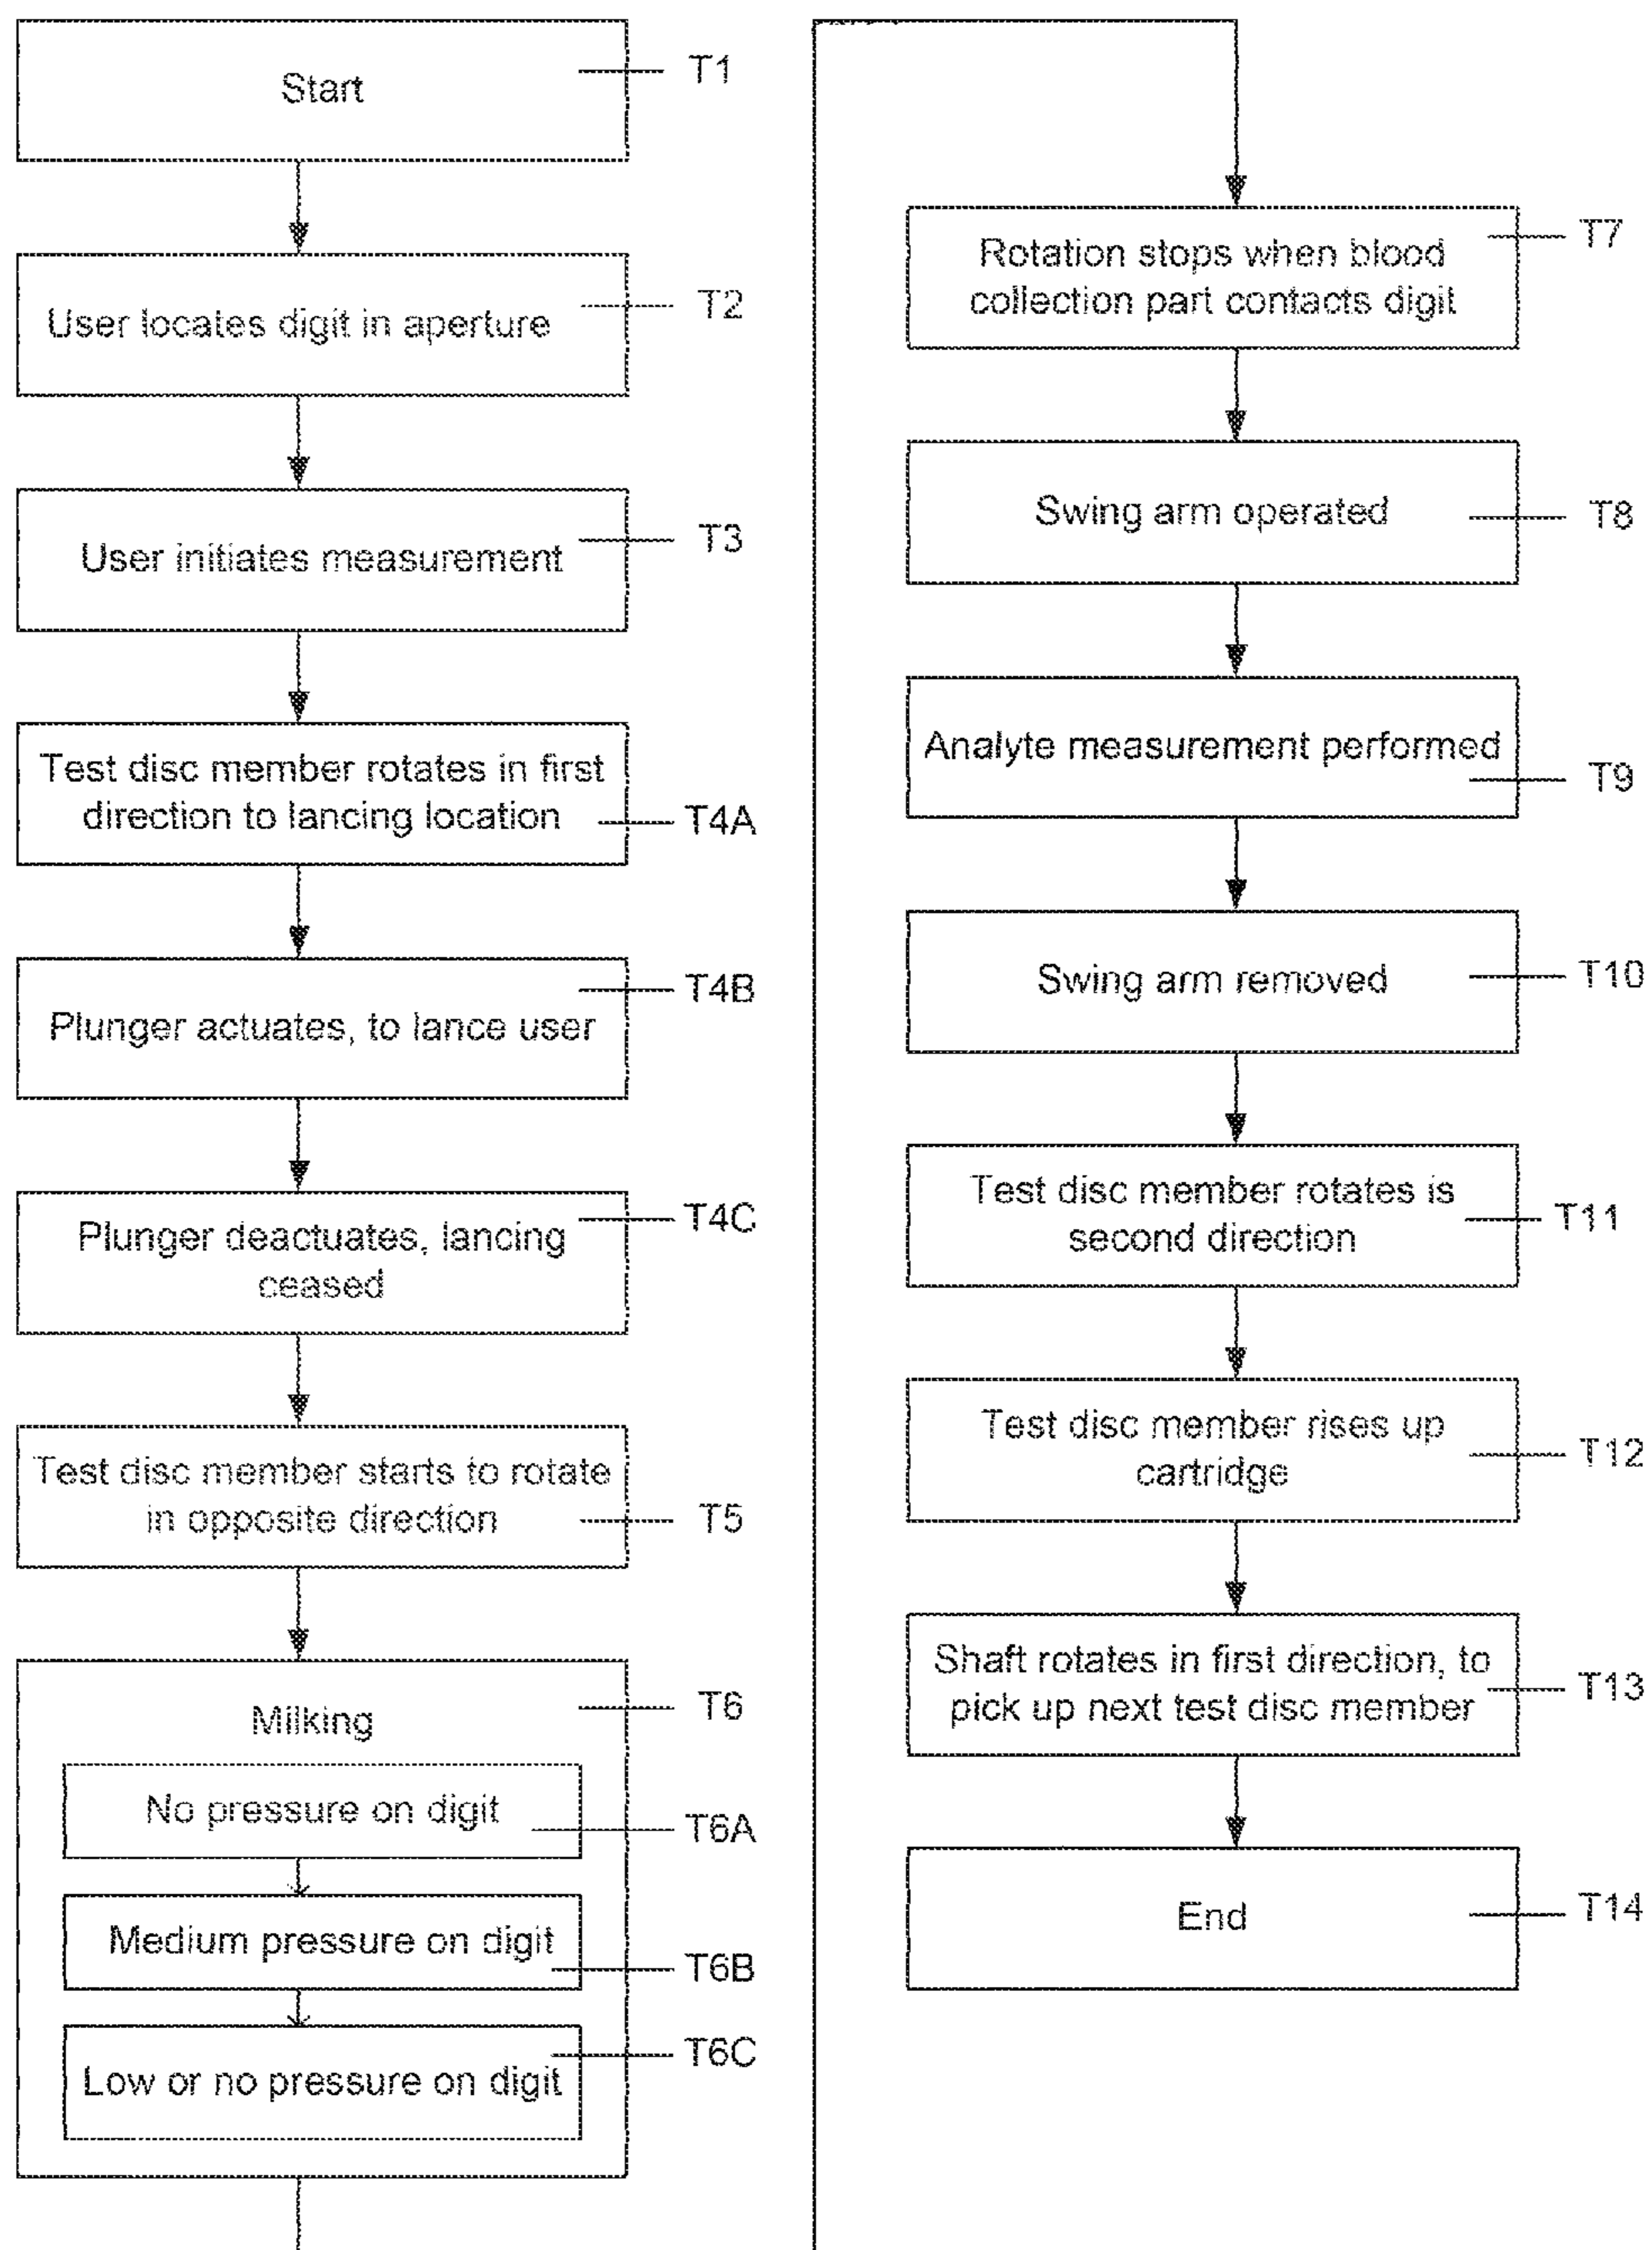 Start
T1
User locates digit in aperture
T2
User initiates measurement
T3
Test disc member rotates in first
direction to lancing location
T4A
Plunger actuates, to lance user
T4B
Plunger deactuates, lancing
ceased
T4C
Test disc member starts to rotate
in opposite direction
T5
Milking
T6
No pressure on digit
T6A
Medium pressure on digit
T6B
Low or no pressure on digit
T6C
Rotation stops when blood
collection part contacts digit
T7
Swing arm operated
T8
Analyte measurement performed
T9
Swing arm removed
T10
Test disc member rotates is
second direction
T11
Test disc member rises up
cartridge
T12
Shaft rotates in first direction, to
pick up next test disc member
T13
End
T14